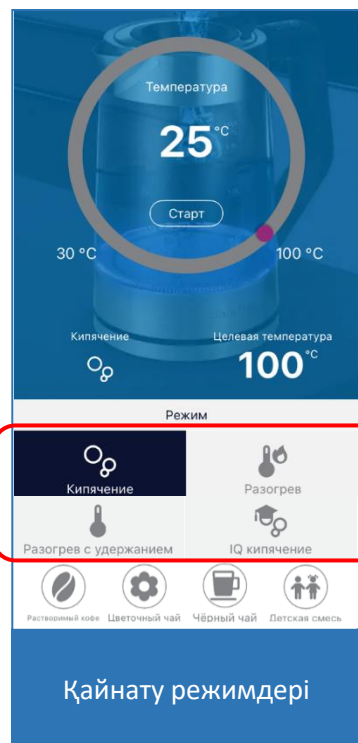 Температура
25°C
Старт
30 °C
100 °C
Кипячение
Целевая температура
100°C
Режим
Кипячение
Разогрев
Разогрев с удержанием
IQ кипячение
Растворимый кофе
Цветочный чай
Чёрный чай
Детская смесь
Қайнату режимдері